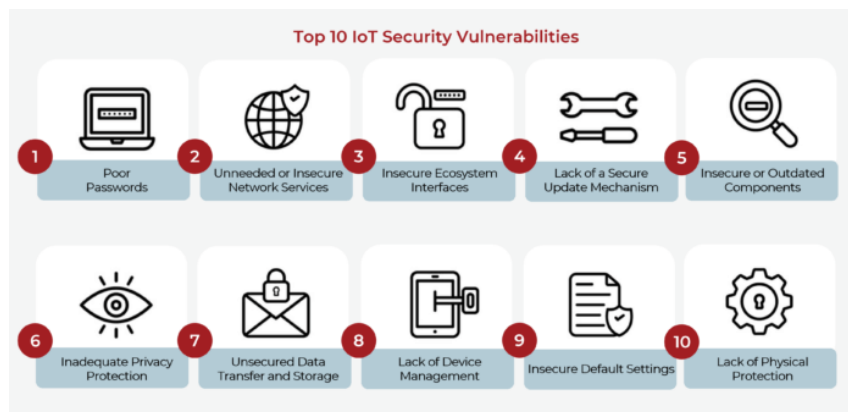 Top 10 IoT Security Vulnerabilities
1
Poor
Passwords
2
Unneeded or Insecure
Network Services
3
Insecure Ecosystem
Interfaces
4
Lack of a Secure
Update Mechanism
5
Insecure or Outdated
Components
6
Inadequate Privacy
Protection
7
Unsecured Data
Transfer and Storage
8
Lack of Device
Management
9
Insecure Default Settings
10
Lack of Physical
Protection